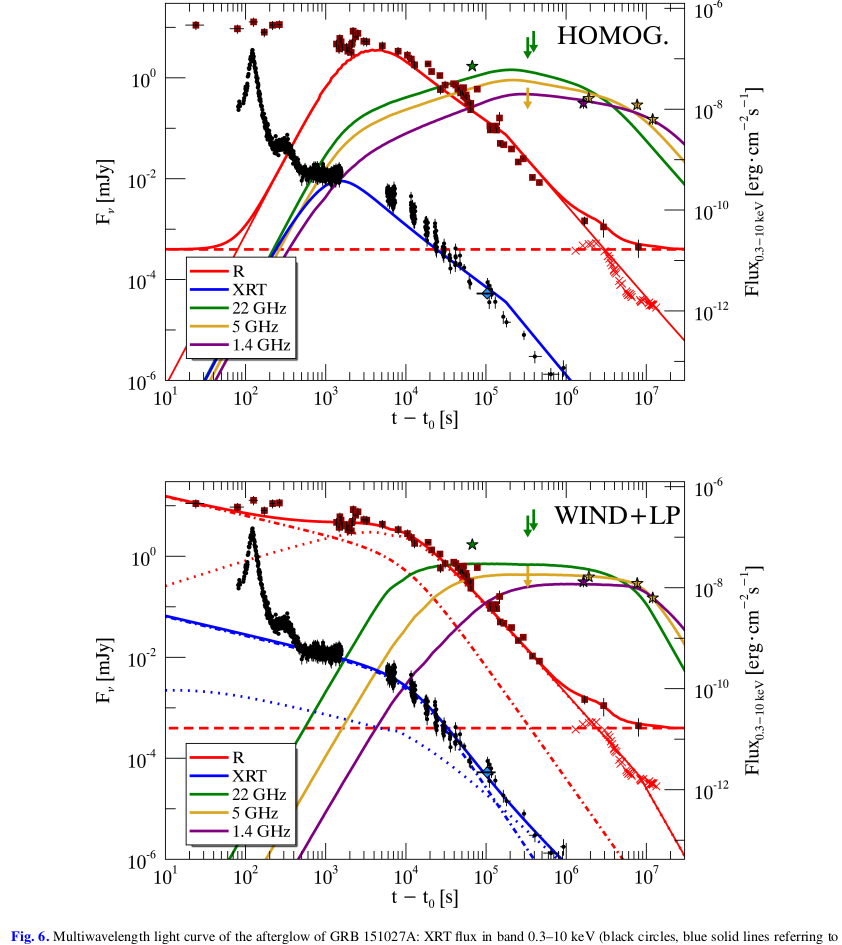 HOMOG.
10^-6
10^0
10^-8
10^-2
10^-10
10^-4
10^-12
10^-6
F_ν [mJy]
Flux_0.3−10 keV [erg·cm^−2 s^−1]
R
XRT
22 GHz
5 GHz
1.4 GHz
10^1 10^2 10^3 10^4 10^5 10^6 10^7
t − t_0 [s]
WIND+LP
10^-6
10^0
10^-8
10^-2
10^-10
10^-4
10^-12
10^-6
F_ν [mJy]
Flux_0.3−10 keV [erg·cm^−2 s^−1]
R
XRT
22 GHz
5 GHz
1.4 GHz
10^1 10^2 10^3 10^4 10^5 10^6 10^7
t − t_0 [s]
Fig. 6. Multiwavelength light curve of the afterglow of GRB 151027A: XRT flux in band 0.3–10 keV (black circles, blue solid lines referring to